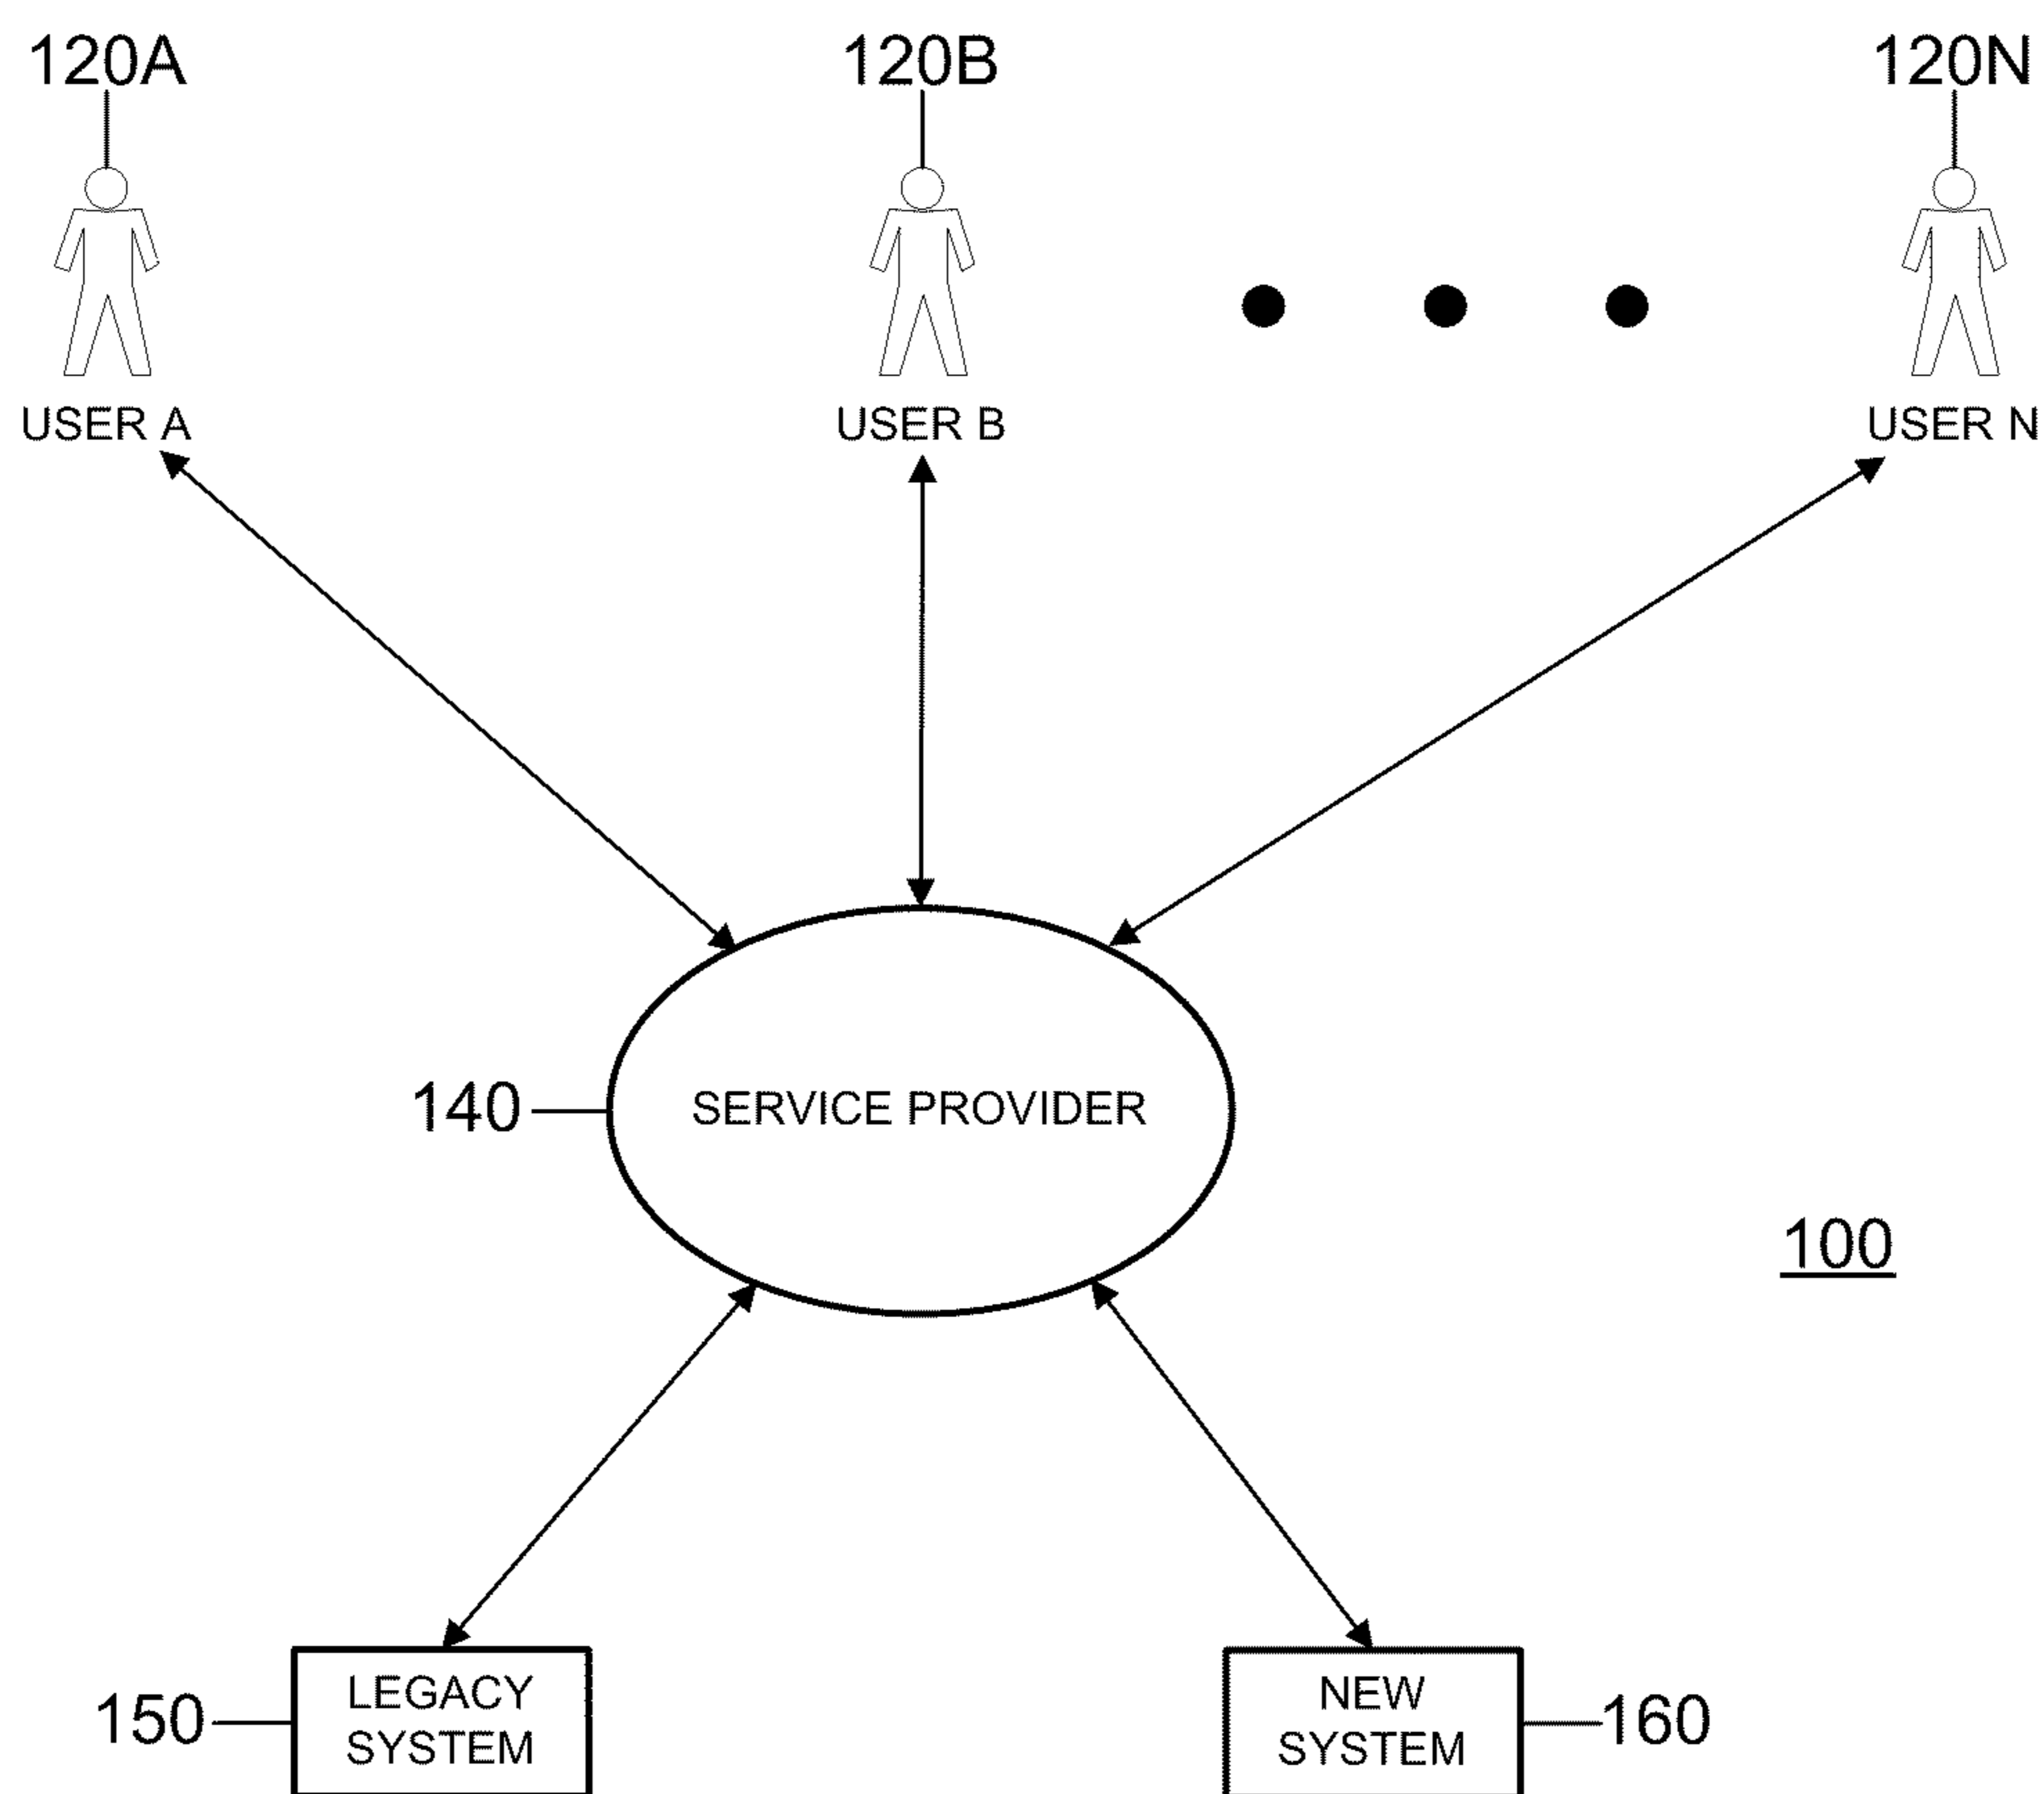 120A
120B
120N
USER A
USER B
USER N
140
SERVICE PROVIDER
100
150
LEGACY
SYSTEM
NEW
SYSTEM
160